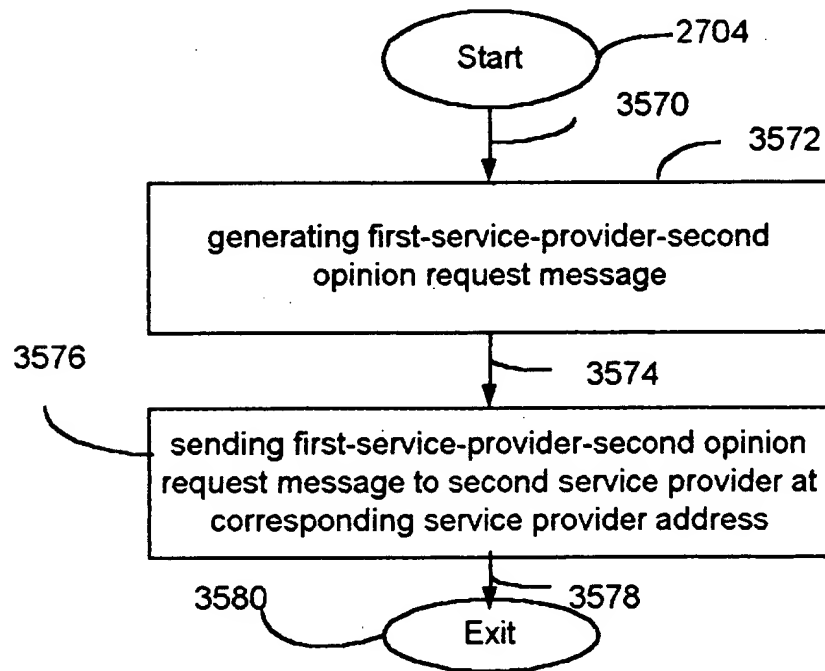 Start
2704
3570
3572
generating first-service-provider-second
opinion request message
3576
3574
sending first-service-provider-second opinion
request message to second service provider at
corresponding service provider address
3580
3578
Exit